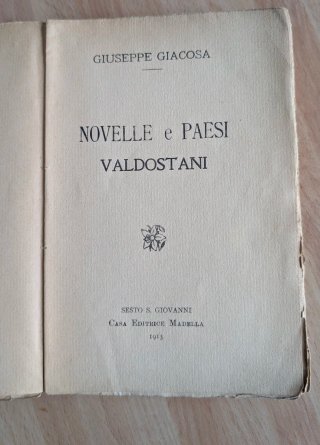 GIUSEPPE GIACOSA
NOVELLE e PAESI
VALDOSTANI
SESTO S. GIOVANNI
CASA EDITRICE MADELLA
1913